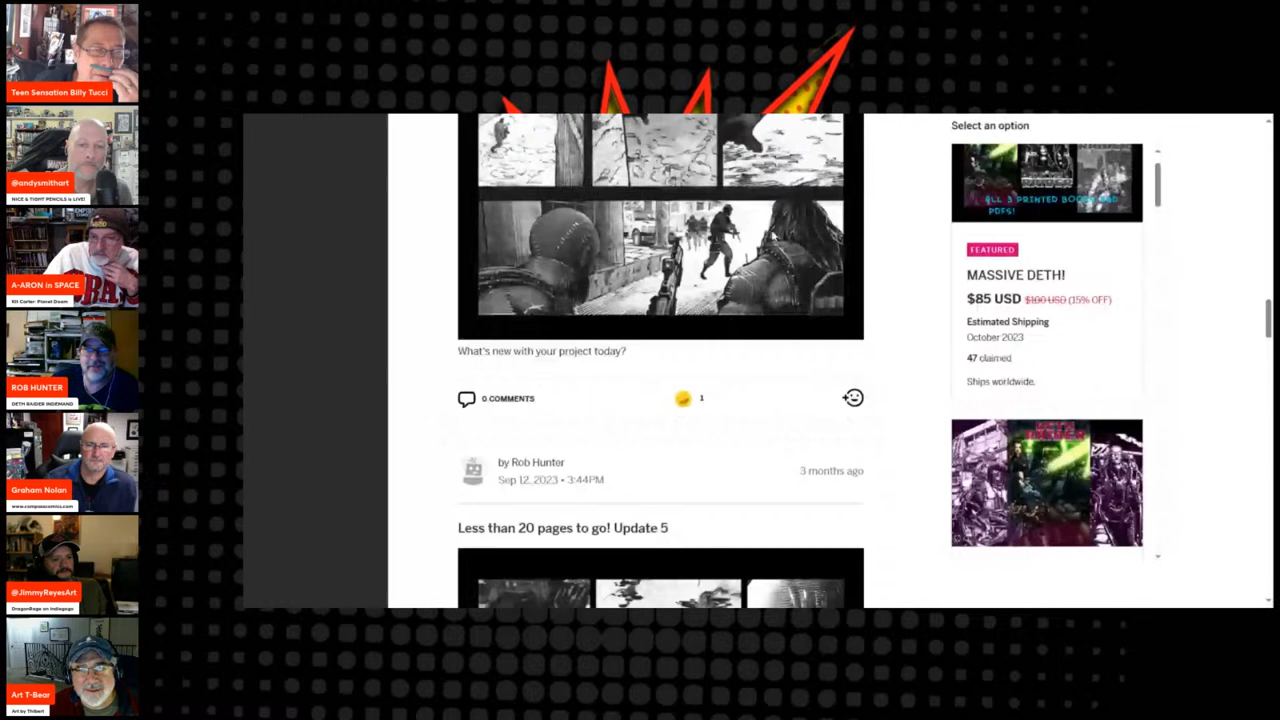 Teen Sensation Billy Tucci
@andysmithart
NICE & TIGHT PENCILS is LIVE!
A-ARON in SPACE
Kit Carter: Planet Doom
ROB HUNTER
DETH RAIDER INDEMAND
Graham Nolan
www.compasscomics.com
@JimmyReyesArt
DragonRage on Indiegogo
Art T-Bear
Art by Thibert
What's new with your project today?
0 COMMENTS
1
by Rob Hunter
Sep 12, 2023 • 3:44PM
3 months ago
Less than 20 pages to go! Update 5
Select an option
ALL 3 PRINTED BOOKS AND
PDFS!
FEATURED
MASSIVE DETH!
$85 USD $100 USD (15% OFF)
Estimated Shipping
October 2023
47 claimed
Ships worldwide.
DETH
RAIDER